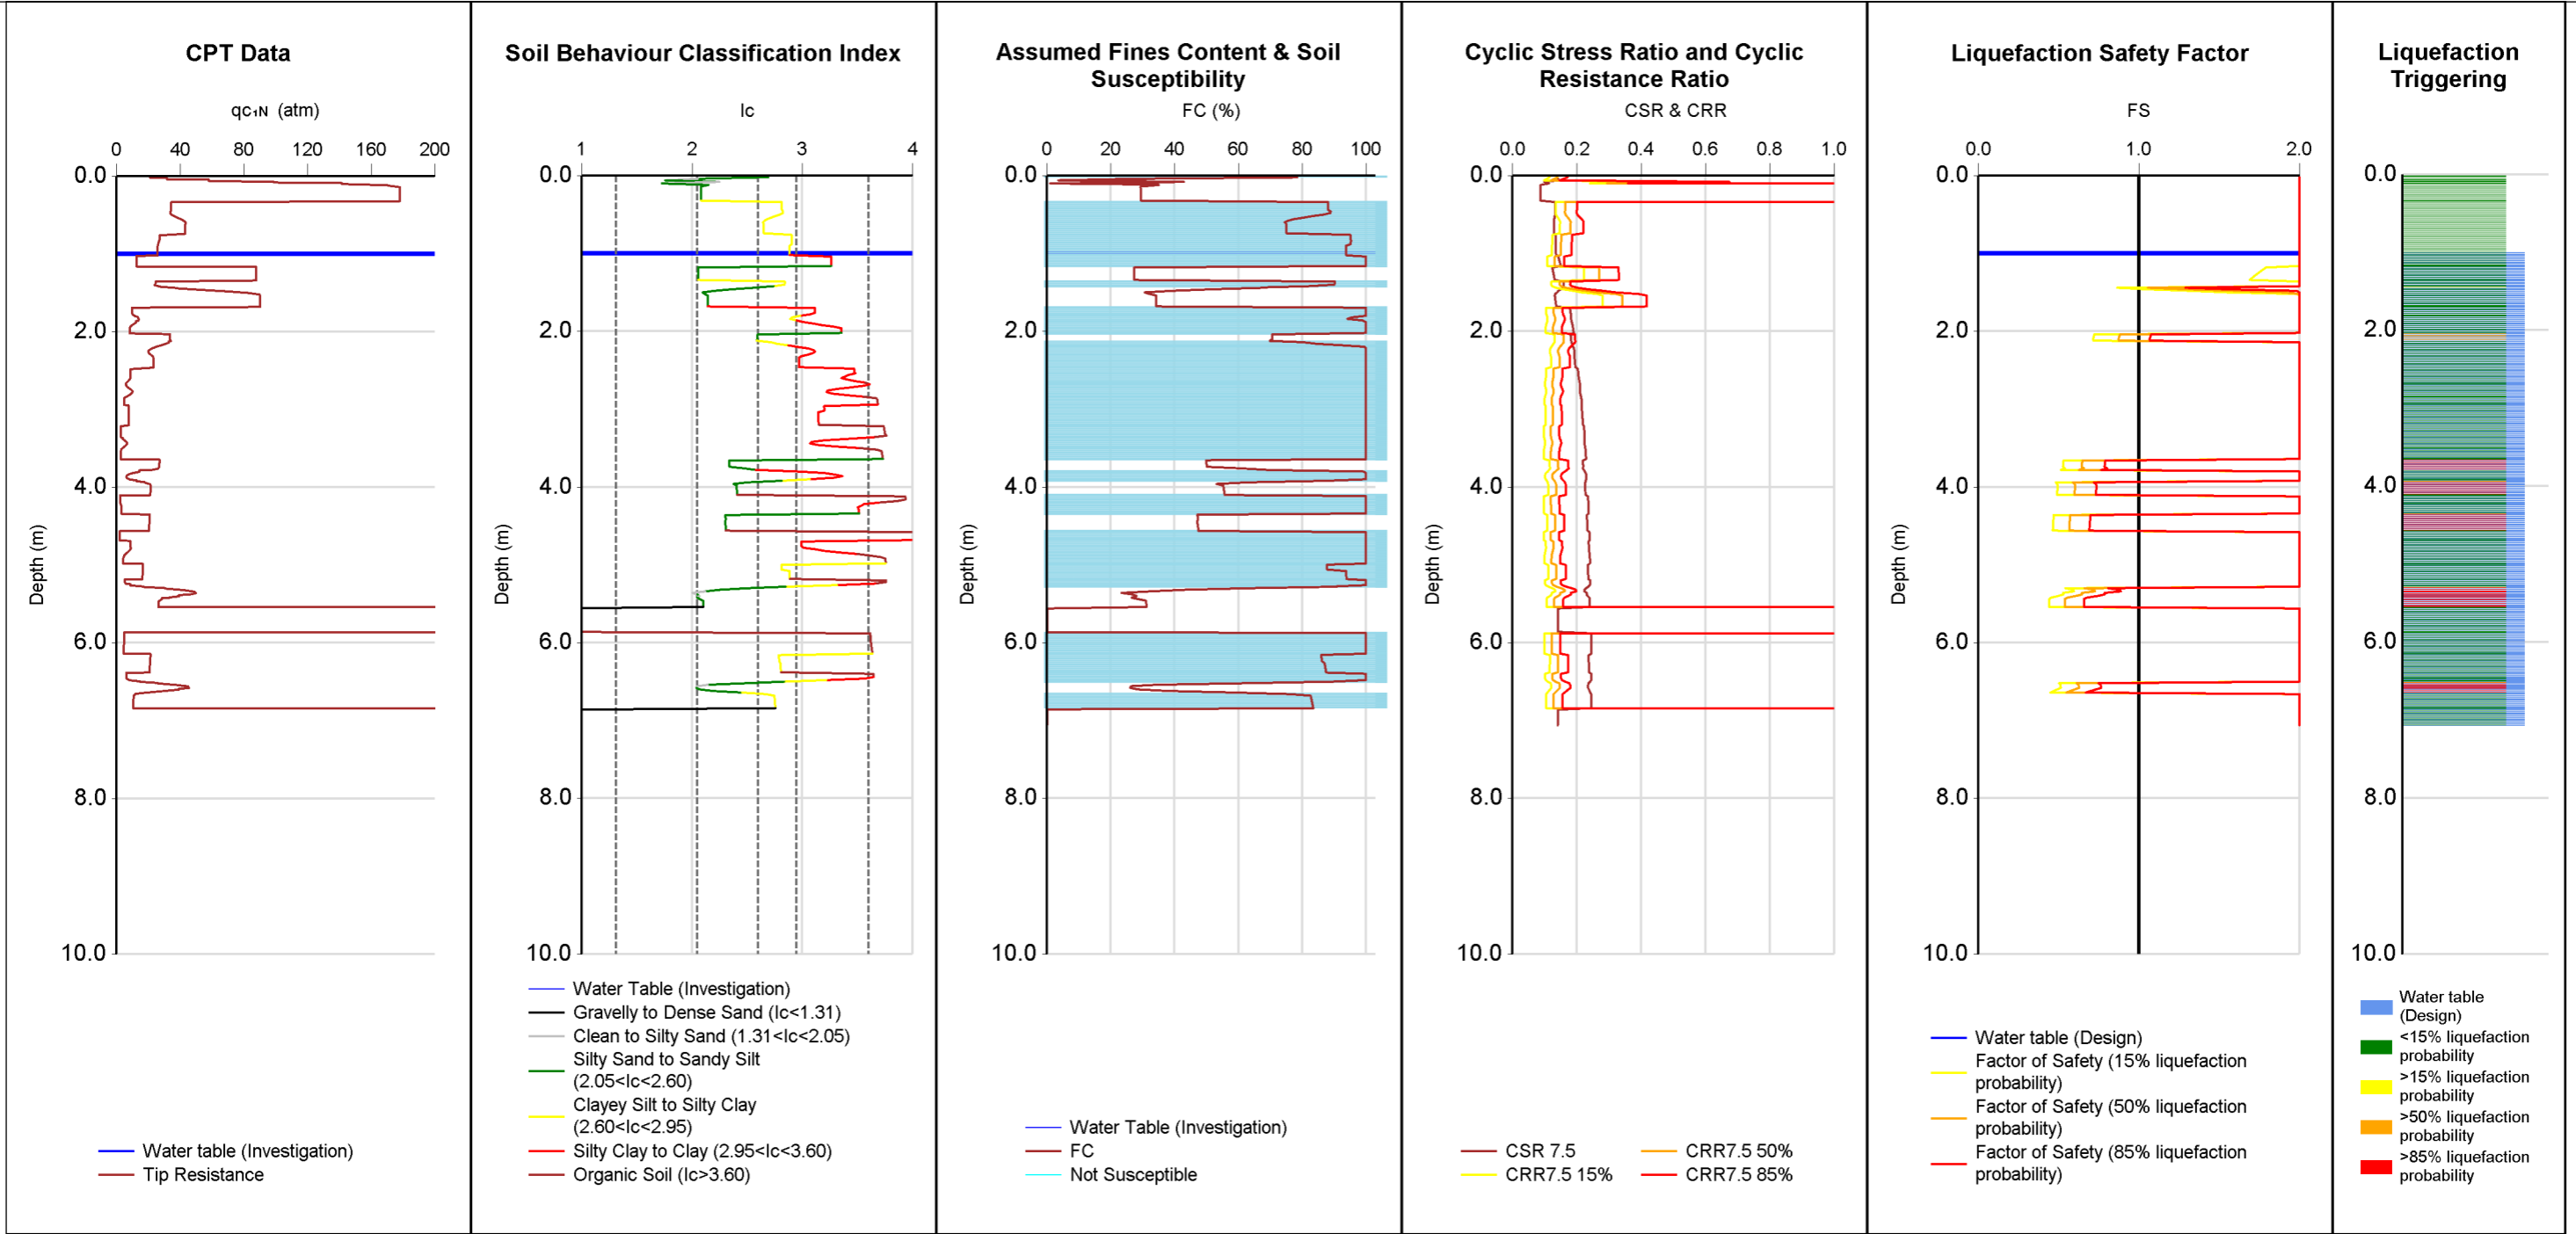 CPT Data
qc₁ɴ (atm)
0 40 80 120 160 200
0.0
2.0
4.0
6.0
8.0
10.0
Depth (m)
Water table (Investigation)
Tip Resistance
Soil Behaviour Classification Index
Ic
1 2 3 4
0.0
2.0
4.0
6.0
8.0
10.0
Depth (m)
Water Table (Investigation)
Gravelly to Dense Sand (Ic<1.31)
Clean to Silty Sand (1.31<Ic<2.05)
Silty Sand to Sandy Silt
(2.05<Ic<2.60)
Clayey Silt to Silty Clay
(2.60<Ic<2.95)
Silty Clay to Clay (2.95<Ic<3.60)
Organic Soil (Ic>3.60)
Assumed Fines Content & Soil
Susceptibility
FC (%)
0 20 40 60 80 100
0.0
2.0
4.0
6.0
8.0
10.0
Depth (m)
Water Table (Investigation)
FC
Not Susceptible
Cyclic Stress Ratio and Cyclic
Resistance Ratio
CSR & CRR
0.0 0.2 0.4 0.6 0.8 1.0
0.0
2.0
4.0
6.0
8.0
10.0
Depth (m)
CSR 7.5 CRR7.5 50%
CRR7.5 15% CRR7.5 85%
Liquefaction Safety Factor
FS
0.0 1.0 2.0
0.0
2.0
4.0
6.0
8.0
10.0
Depth (m)
Water table (Design)
Factor of Safety (15% liquefaction
probability)
Factor of Safety (50% liquefaction
probability)
Factor of Safety (85% liquefaction
probability)
Liquefaction
Triggering
0.0
2.0
4.0
6.0
8.0
10.0
Water table
(Design)
<15% liquefaction
probability
>15% liquefaction
probability
>50% liquefaction
probability
>85% liquefaction
probability